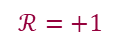 ℛ = +1